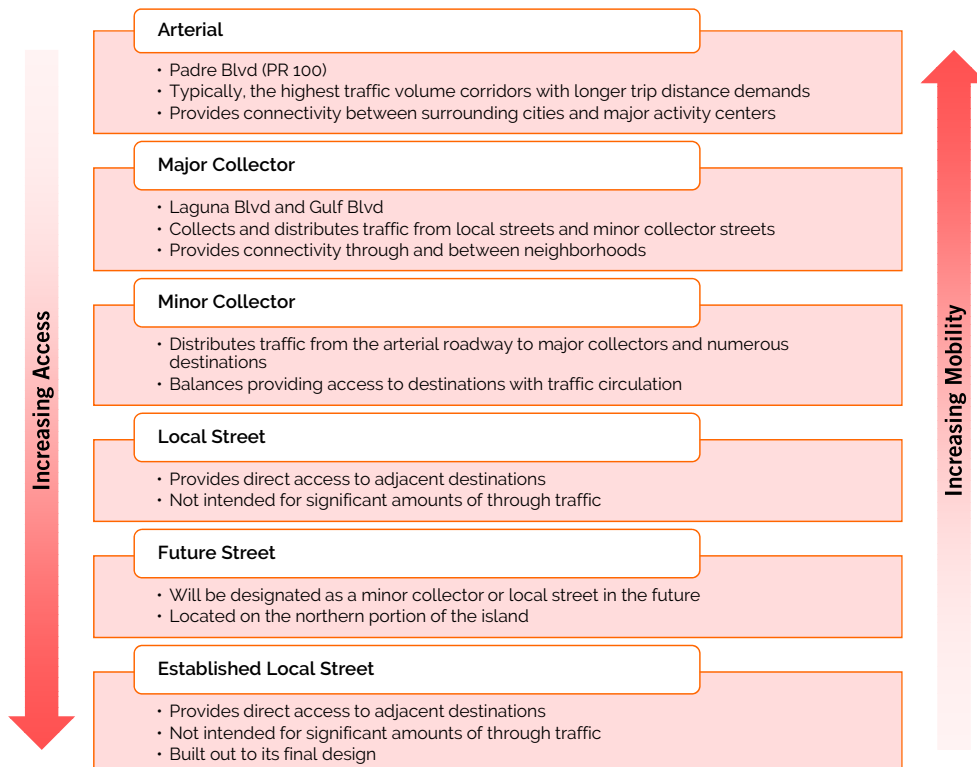 Arterial
• Padre Blvd (PR 100)
• Typically, the highest traffic volume corridors with longer trip distance demands
• Provides connectivity between surrounding cities and major activity centers
Major Collector
• Laguna Blvd and Gulf Blvd
• Collects and distributes traffic from local streets and minor collector streets
• Provides connectivity through and between neighborhoods
Minor Collector
• Distributes traffic from the arterial roadway to major collectors and numerous
destinations
• Balances providing access to destinations with traffic circulation
Local Street
• Provides direct access to adjacent destinations
• Not intended for significant amounts of through traffic
Future Street
• Will be designated as a minor collector or local street in the future
• Located on the northern portion of the island
Established Local Street
• Provides direct access to adjacent destinations
• Not intended for significant amounts of through traffic
• Built out to its final design
Increasing Access
Increasing Mobility